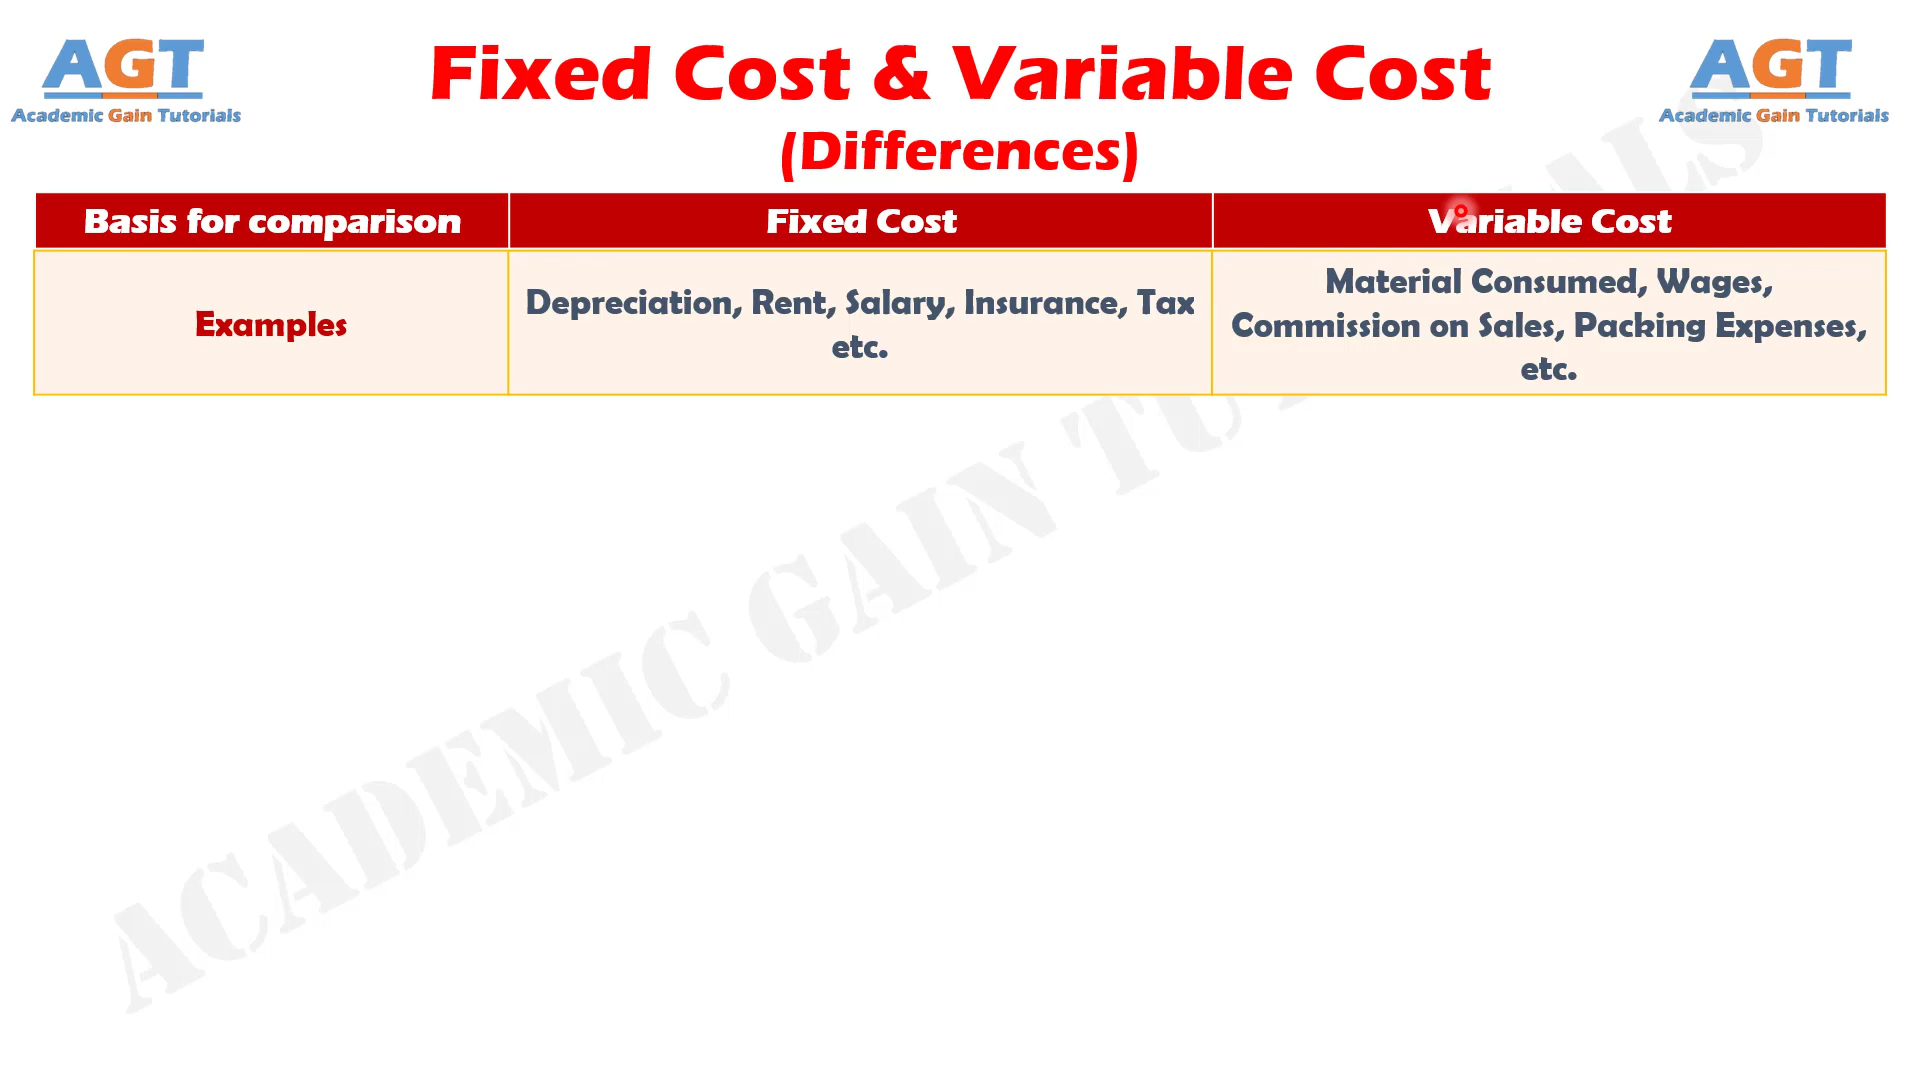 AGT
Academic Gain Tutorials
Fixed Cost & Variable Cost
(Differences)
AGT
Academic Gain Tutorials
Basis for comparison
Fixed Cost
Variable Cost
Examples
Depreciation, Rent, Salary, Insurance, Tax
etc.
Material Consumed, Wages,
Commission on Sales, Packing Expenses,
etc.
ACADEMIC GAIN TUTORIALS